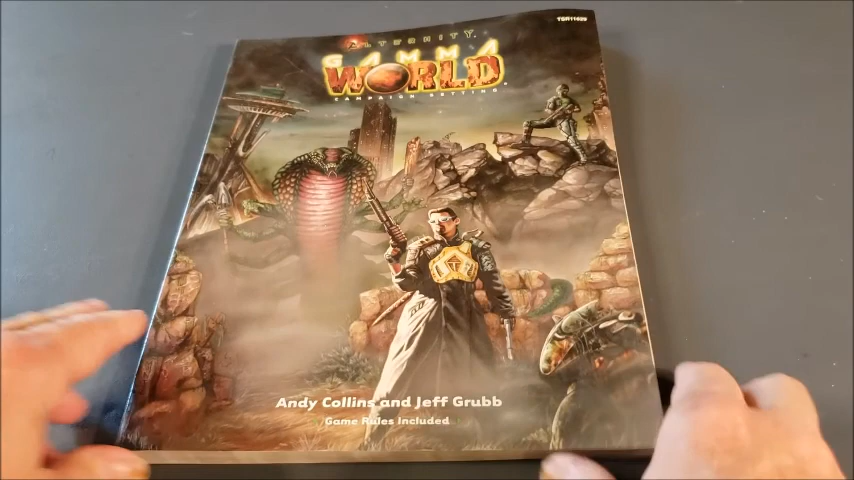 TSR11629
ALTERNITY
GAMMA
WORLD
CAMPAIGN SETTING
Andy Collins and Jeff Grubb
Game Rules Included